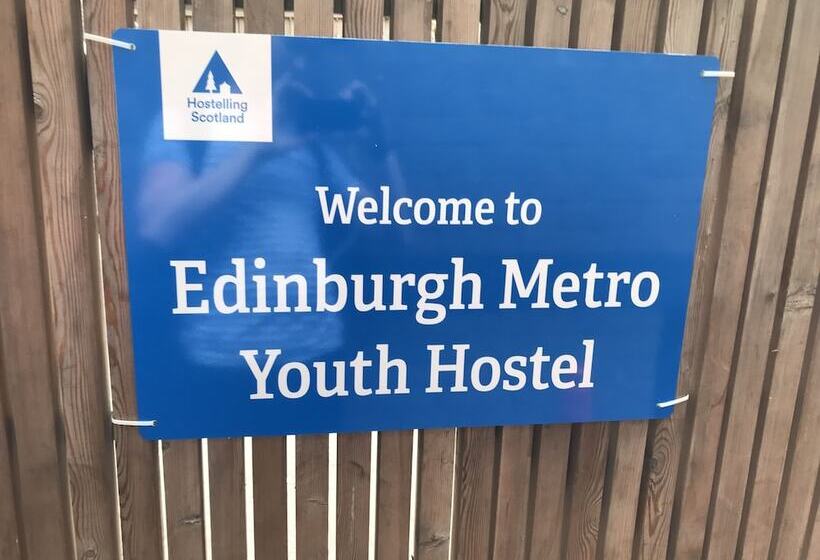 Hostelling
Scotland
Welcome to
Edinburgh Metro
Youth Hostel